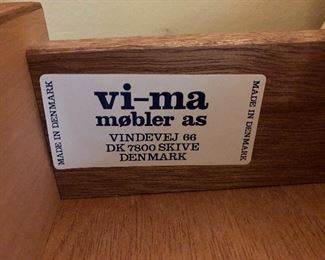 MADE IN DENMARK
vi-ma
møbler as
VINDEVEJ 66
DK 7800 SKIVE
DENMARK
MADE IN DENMARK